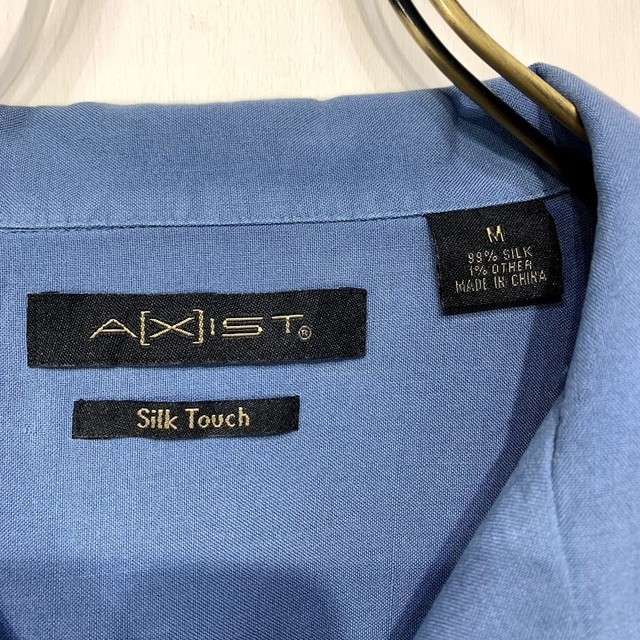 A[X]IST®
Silk Touch
M
99% SILK
1% OTHER
MADE IN CHINA